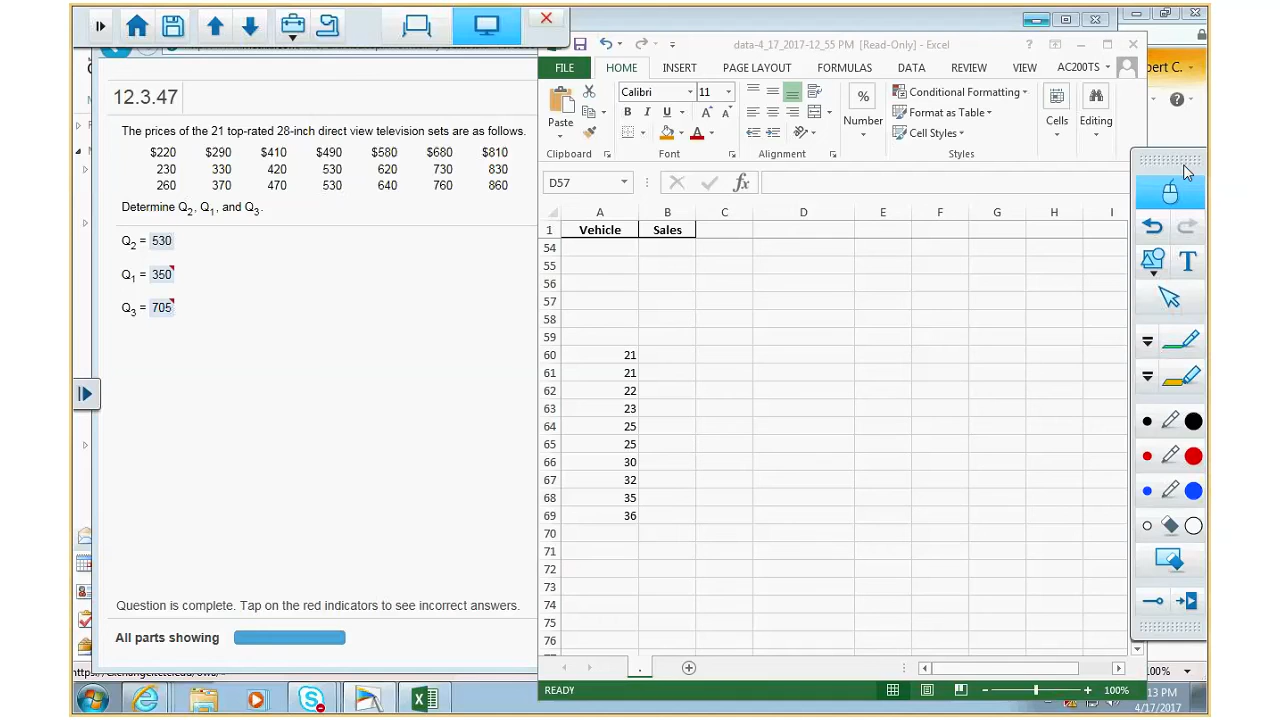 data-4_17_2017-12_55 PM [Read-Only] - Excel
FILE HOME INSERT PAGE LAYOUT FORMULAS DATA REVIEW VIEW AC200TS
bert C.
Calibri 11
Paste
Number
Conditional Formatting
Format as Table
Cell Styles
Cells
Editing
Clipboard Font Alignment Styles
D57
fx
A B C D E F G H I
1 Vehicle Sales
54
55
56
57
58
59
60 21
61 21
62 22
63 23
64 25
65 25
66 30
67 32
68 35
69 36
70
71
72
73
74
75
76
READY
100%
12.3.47
The prices of the 21 top-rated 28-inch direct view television sets are as follows.
$220 $290 $410 $490 $580 $680 $810
230 330 420 530 620 730 830
260 370 470 530 640 760 860
Determine Q2, Q1, and Q3.
Q2 = 530
Q1 = 350
Q3 = 705
Question is complete. Tap on the red indicators to see incorrect answers.
All parts showing
100%
:13 PM
4/17/2017